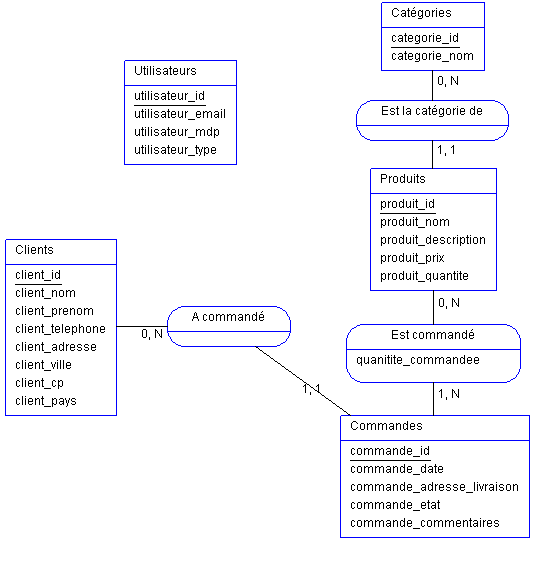 Catégories
categorie_id
categorie_nom
0, N
Est la catégorie de
1, 1
Utilisateurs
utilisateur_id
utilisateur_email
utilisateur_mdp
utilisateur_type
Produits
produit_id
produit_nom
produit_description
produit_prix
produit_quantite
0, N
Clients
client_id
client_nom
client_prenom
client_telephone
client_adresse
client_ville
client_cp
client_pays
0, N
A commandé
1, 1
Est commandé
quanitite_commandee
1, N
Commandes
commande_id
commande_date
commande_adresse_livraison
commande_etat
commande_commentaires